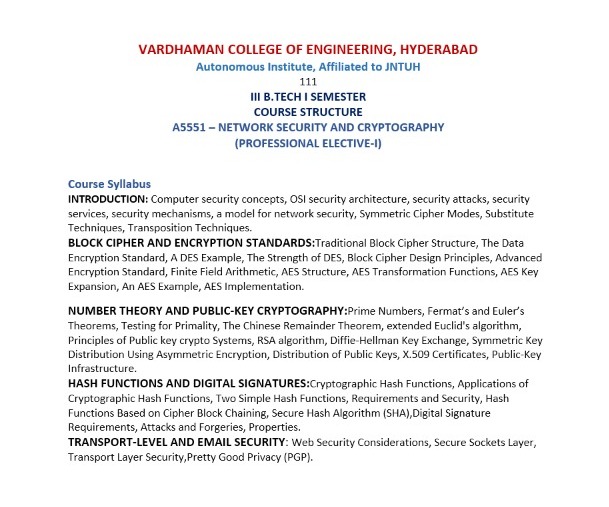 VARDHAMAN COLLEGE OF ENGINEERING, HYDERABAD
Autonomous Institute, Affiliated to JNTUH
111
III B.TECH I SEMESTER
COURSE STRUCTURE
A5551 – NETWORK SECURITY AND CRYPTOGRAPHY
(PROFESSIONAL ELECTIVE-I)
Course Syllabus
INTRODUCTION: Computer security concepts, OSI security architecture, security attacks, security
services, security mechanisms, a model for network security, Symmetric Cipher Modes, Substitute
Techniques, Transposition Techniques.
BLOCK CIPHER AND ENCRYPTION STANDARDS:Traditional Block Cipher Structure, The Data
Encryption Standard, A DES Example, The Strength of DES, Block Cipher Design Principles, Advanced
Encryption Standard, Finite Field Arithmetic, AES Structure, AES Transformation Functions, AES Key
Expansion, An AES Example, AES Implementation.
NUMBER THEORY AND PUBLIC-KEY CRYPTOGRAPHY:Prime Numbers, Fermat's and Euler's
Theorems, Testing for Primality, The Chinese Remainder Theorem, extended Euclid's algorithm,
Principles of Public key crypto Systems, RSA algorithm, Diffie-Hellman Key Exchange, Symmetric Key
Distribution Using Asymmetric Encryption, Distribution of Public Keys, X.509 Certificates, Public-Key
Infrastructure.
HASH FUNCTIONS AND DIGITAL SIGNATURES:Cryptographic Hash Functions, Applications of
Cryptographic Hash Functions, Two Simple Hash Functions, Requirements and Security, Hash
Functions Based on Cipher Block Chaining, Secure Hash Algorithm (SHA),Digital Signature
Requirements, Attacks and Forgeries, Properties.
TRANSPORT-LEVEL AND EMAIL SECURITY: Web Security Considerations, Secure Sockets Layer,
Transport Layer Security,Pretty Good Privacy (PGP).